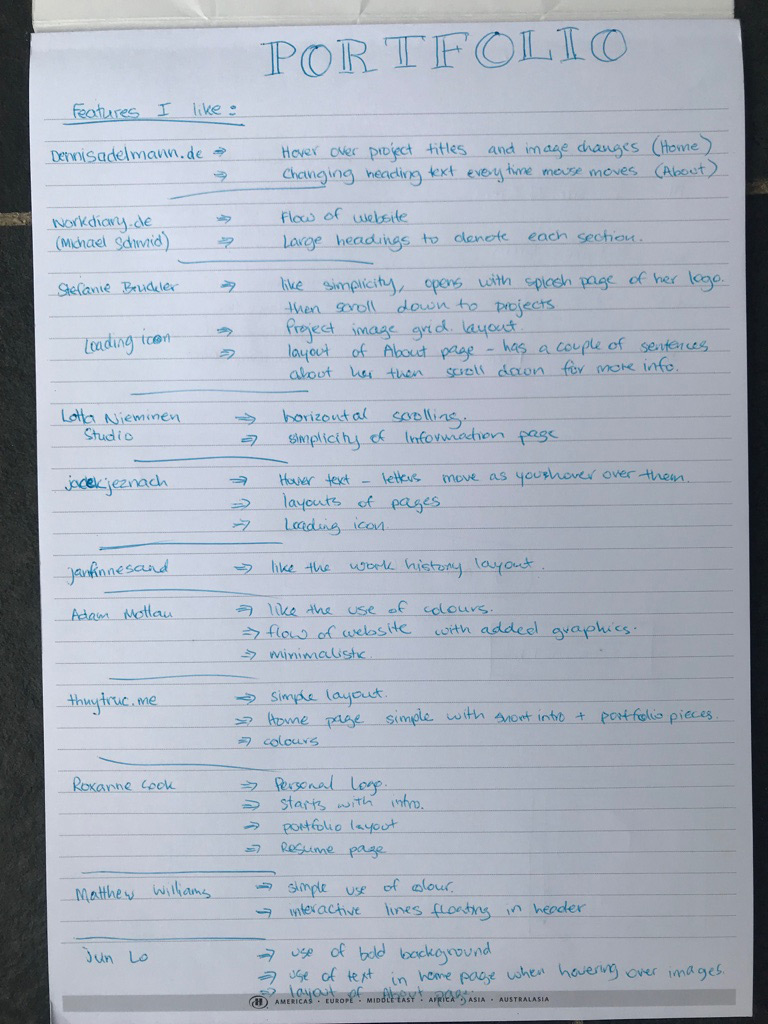 PORTFOLIO
Features I like:
Dennisadelmann.de ⇒ Hover over project titles and image changes (Home)
⇒ Changing heading text everytime mouse moves (About)
Workdiary.de ⇒ Flow of website
(Michael Schmid) ⇒ Large headings to denote each section.
Stefanie Bruckler ⇒ like simplicity, opens with splash page of her logo.
then scroll down to projects
⇒ Project image grid layout.
Loading icon ⇒ layout of About page - has a couple of sentences
about her then scroll down for more info.
Lotta Nieminen ⇒ horizontal scrolling.
Studio ⇒ simplicity of Information page
jacekjeznach ⇒ Hover text - letters move as you hover over them.
⇒ layouts of pages
⇒ Loading icon.
janfinnesand ⇒ like the work history layout.
Adam ⇒ like the use of colours.
⇒ flow of website with added graphics.
⇒ minimalistic.
thuytruc.me ⇒ simple layout.
⇒ Home page simple with short intro + portfolio pieces.
⇒ colours
Roxanne Cook ⇒ Personal Logo.
⇒ starts with intro.
⇒ portfolio layout
⇒ Resume page
Matthew Williams ⇒ simple use of colour.
⇒ interactive lines floating in header
Jun Lo ⇒ use of bold background
⇒ use of text in home page when hovering over images.
⇒ layout of About page.
H AMERICAS • EUROPE • MIDDLE EAST • AFRICA • ASIA • AUSTRALASIA